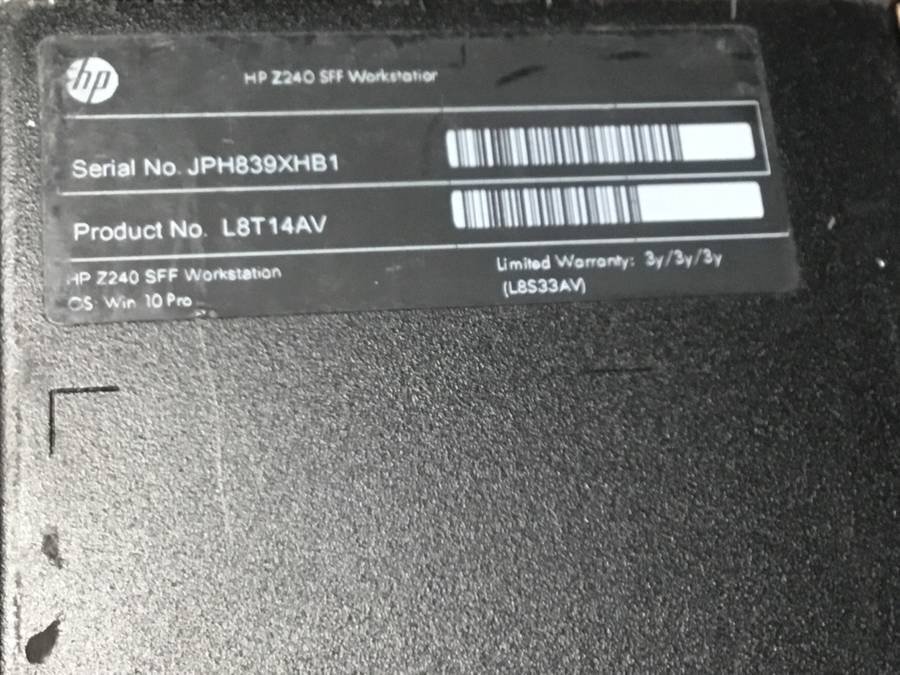 hp
HP Z240 SFF Workstation
Serial No. JPH839XHB1
Product No. L8T14AV
HP Z240 SFF Workstation
OS: Win 10 Pro
Limited Warranty: 3y/3y/3y
(L8S33AV)